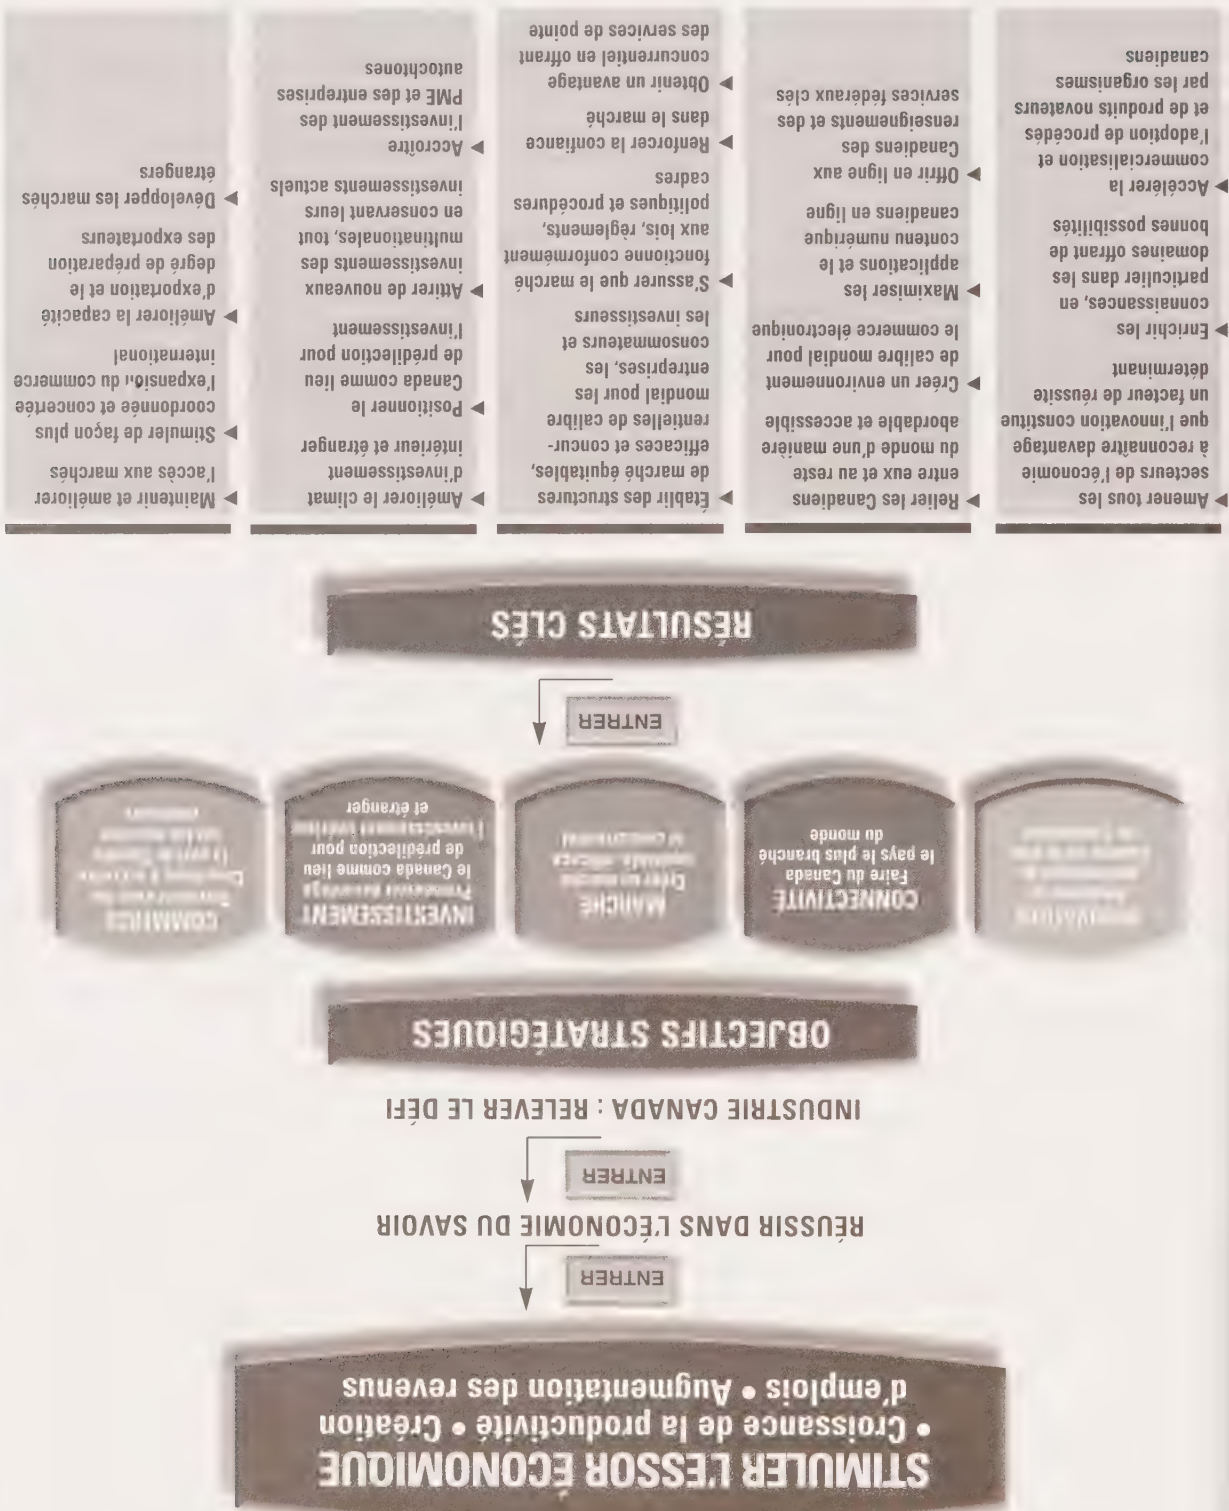 STIMULER L'ESSOR ÉCONOMIQUE
• Croissance de la productivité • Création
d'emplois • Augmentation des revenus
ENTRER
RÉUSSIR DANS L'ÉCONOMIE DU SAVOIR
ENTRER
INDUSTRIE CANADA : RELEVER LE DÉFI
OBJECTIFS STRATÉGIQUES
INNOVATION
CONNECTIVITÉ
Faire du Canada
le pays le plus branché
du monde
MARCHÉ
Créer un marché
équitable, efficace
et concurrentiel
INVESTISSEMENT
Promouvoir davantage
le Canada comme lieu
de prédilection pour
l'investissement intérieur
et étranger
COMMERCE
ENTRER
RÉSULTATS CLÉS
▶ Amener tous les
secteurs de l'économie
à reconnaître davantage
que l'innovation constitue
un facteur de réussite
déterminant
▶ Enrichir les
connaissances, en
particulier dans les
domaines offrant de
bonnes possibilités
▶ Accélérer la
commercialisation et
l'adoption de procédés
et de produits novateurs
par les organismes
canadiens
▶ Relier les Canadiens
entre eux et au reste
du monde d'une manière
abordable et accessible
▶ Créer un environnement
de calibre mondial pour
le commerce électronique
▶ Maximiser les
applications et le
contenu numérique
canadiens en ligne
▶ Offrir en ligne aux
Canadiens des
renseignements et des
services fédéraux clés
▶ Établir des structures
de marché équitables,
efficaces et concur-
rentielles de calibre
mondial pour les
entreprises, les
consommateurs et
les investisseurs
▶ S'assurer que le marché
fonctionne conformément
aux lois, règlements,
politiques et procédures
cadres
▶ Renforcer la confiance
dans le marché
▶ Obtenir un avantage
concurrentiel en offrant
des services de pointe
▶ Améliorer le climat
d'investissement
intérieur et étranger
▶ Positionner le
Canada comme lieu
de prédilection pour
l'investissement
▶ Attirer de nouveaux
investissements des
multinationales, tout
en conservant leurs
investissements actuels
▶ Accroître
l'investissement des
PME et des entreprises
autochtones
▶ Maintenir et améliorer
l'accès aux marchés
▶ Stimuler de façon plus
coordonnée et concertée
l'expansion du commerce
international
▶ Améliorer la capacité
d'exportation et le
degré de préparation
des exportateurs
▶ Développer les marchés
étrangers